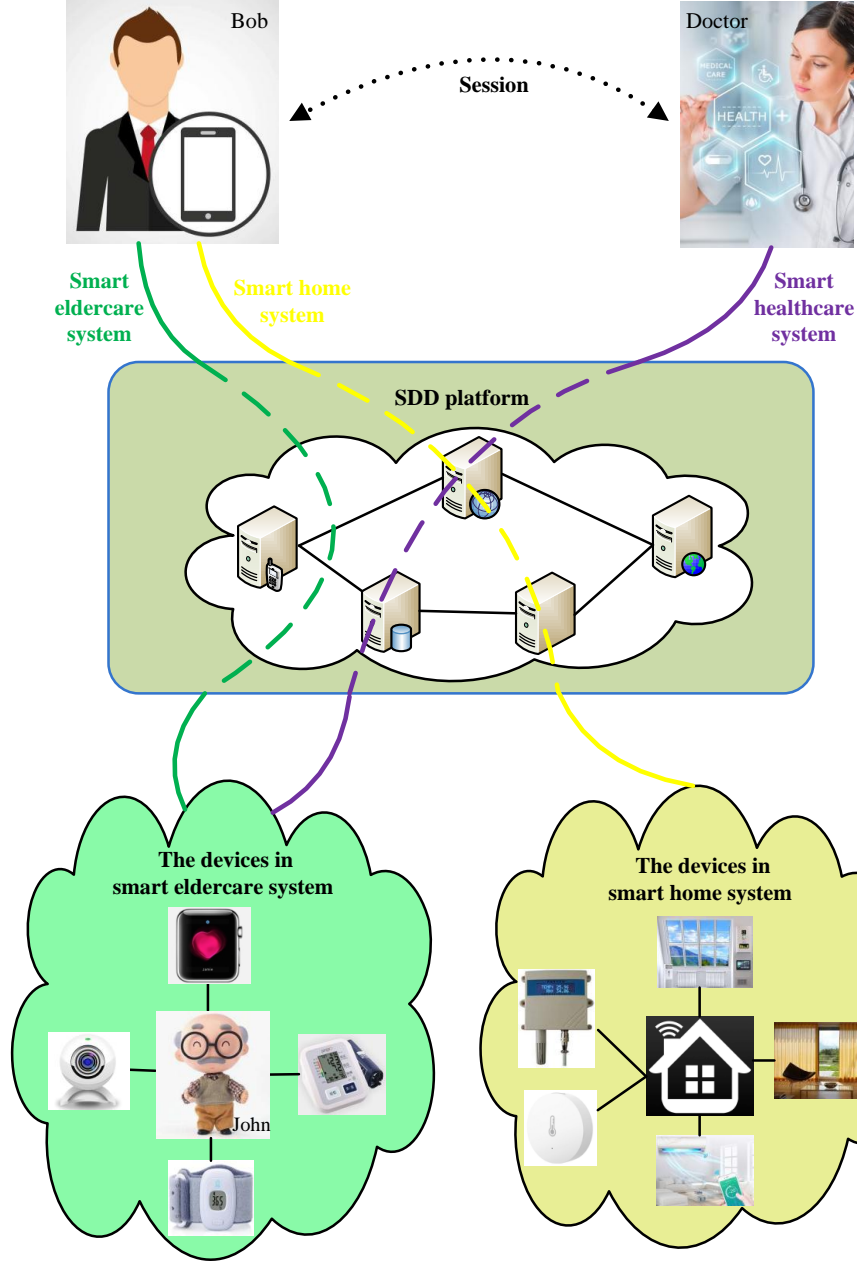 Bob
Doctor
Session
MEDICAL
CARE
HEALTH
Smart
eldercare
system
Smart home
system
Smart
healthcare
system
SDD platform
The devices in
smart eldercare system
The devices in
smart home system
John